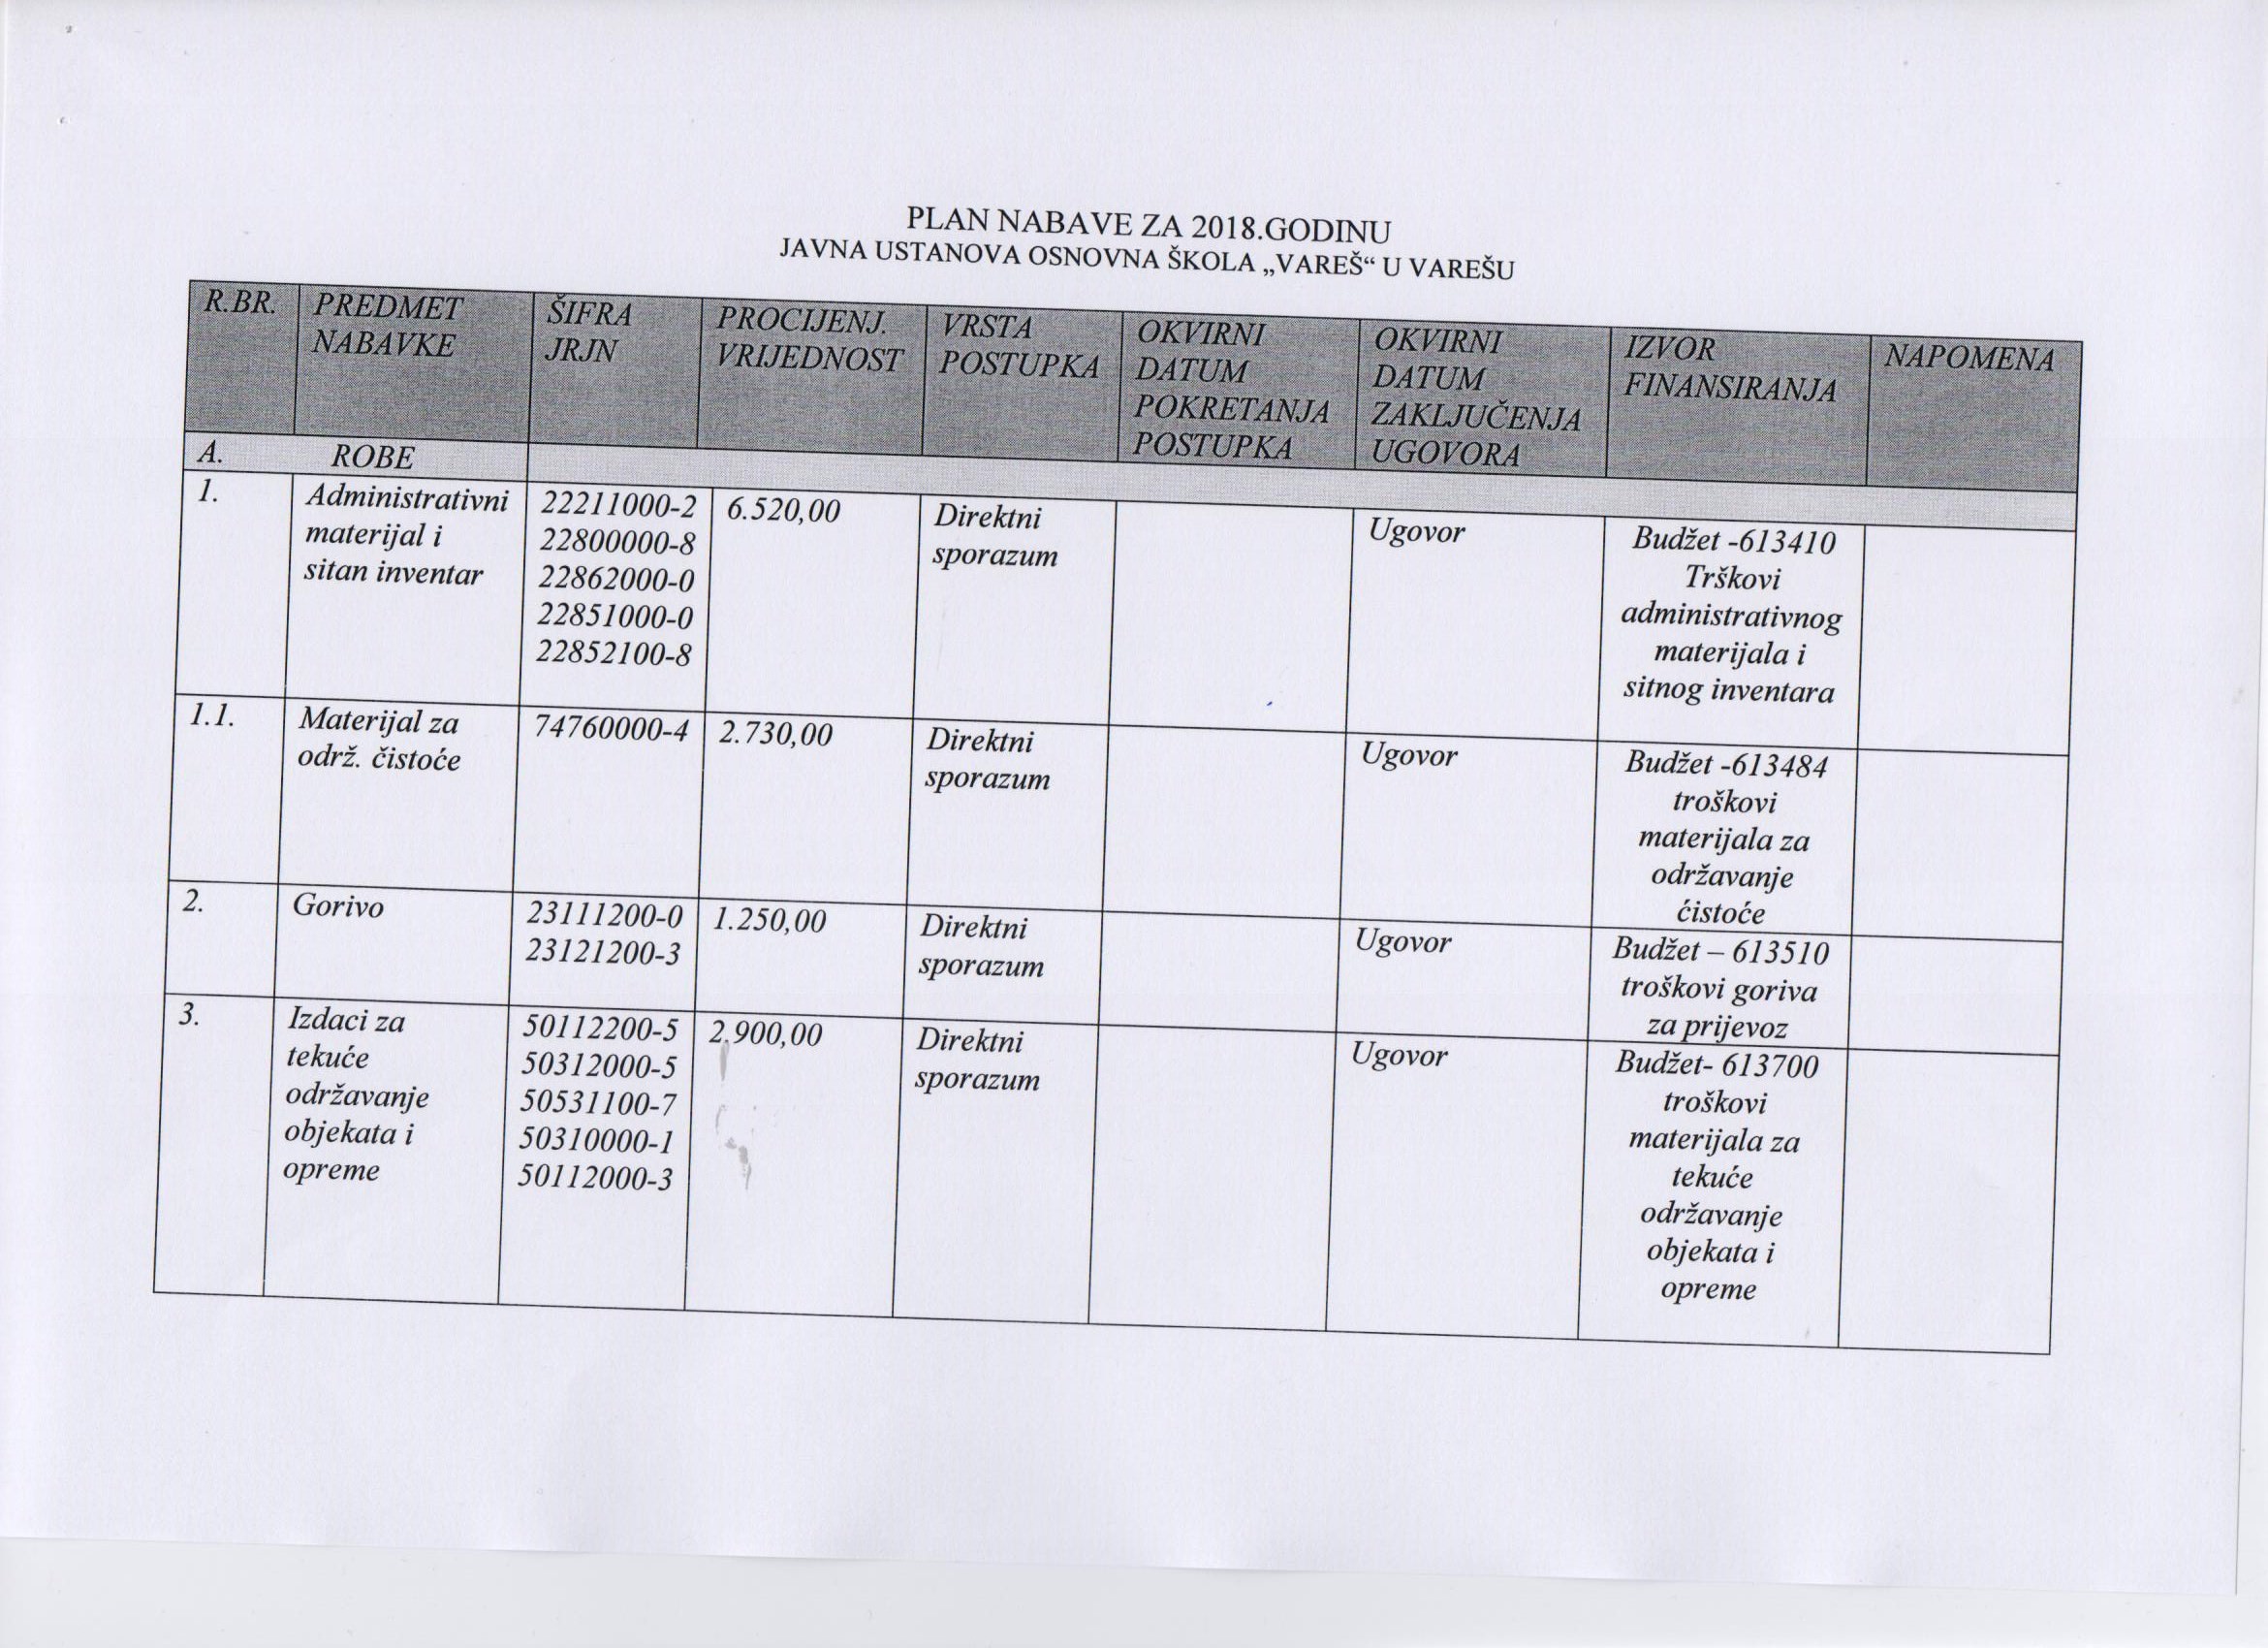 PLAN NABAVE ZA 2018.GODINU
JAVNA USTANOVA OSNOVNA ŠKOLA „VAREŠ“ U VAREŠU
R.BR.
PREDMET
NABAVKE
ŠIFRA
JRJN
PROCIJENJ.
VRIJEDNOST
VRSTA
POSTUPKA
OKVIRNI
DATUM
POKRETANJA
POSTUPKA
OKVIRNI
DATUM
ZAKLJUČENJA
UGOVORA
IZVOR
FINANSIRANJA
NAPOMENA
A. ROBE
1.
Administrativni
materijal i
sitan inventar
22211000-2
22800000-8
22862000-0
22851000-0
22852100-8
6.520,00
Direktni
sporazum
Ugovor
Budžet -613410
Trškovi
administrativnog
materijala i
sitnog inventara
1.1.
Materijal za
održ. čistoće
74760000-4
2.730,00
Direktni
sporazum
Ugovor
Budžet -613484
troškovi
materijala za
održavanje
ćistoće
2.
Gorivo
23111200-0
23121200-3
1.250,00
Direktni
sporazum
Ugovor
Budžet – 613510
troškovi goriva
za prijevoz
3.
Izdaci za
tekuće
održavanje
objekata i
opreme
50112200-5
50312000-5
50531100-7
50310000-1
50112000-3
2.900,00
Direktni
sporazum
Ugovor
Budžet- 613700
troškovi
materijala za
tekuće
održavanje
objekata i
opreme